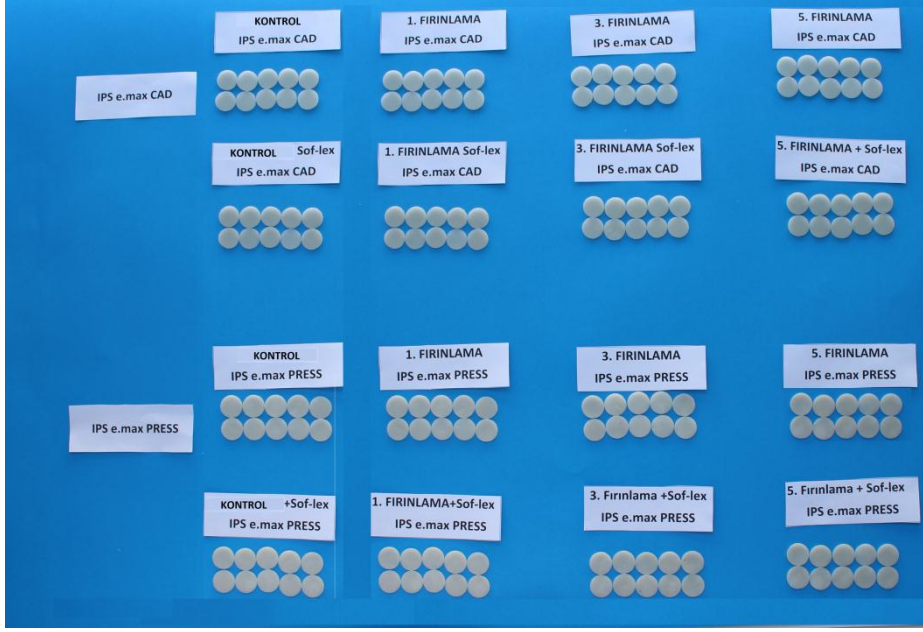 KONTROL
IPS e.max CAD
1. FIRINLAMA
IPS e.max CAD
3. FIRINLAMA
IPS e.max CAD
5. FIRINLAMA
IPS e.max CAD
IPS e.max CAD
KONTROL Sof-lex
IPS e.max CAD
1. FIRINLAMA Sof-lex
IPS e.max CAD
3. FIRINLAMA Sof-lex
IPS e.max CAD
5. FIRINLAMA + Sof-lex
IPS e.max CAD
KONTROL
IPS e.max PRESS
1. FIRINLAMA
IPS e.max PRESS
3. FIRINLAMA
IPS e.max PRESS
5. FIRINLAMA
IPS e.max PRESS
IPS e.max PRESS
KONTROL +Sof-lex
IPS e.max PRESS
1. FIRINLAMA+Sof-lex
IPS e.max PRESS
3. Fırınlama +Sof-lex
IPS e.max PRESS
5. Fırınlama + Sof-lex
IPS e.max PRESS